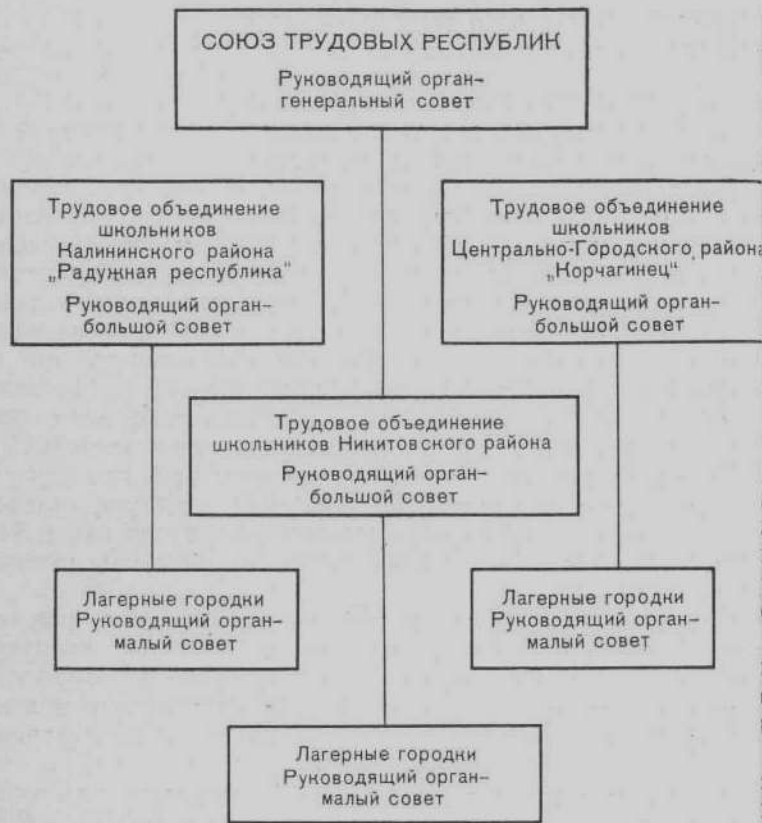 СОЮЗ ТРУДОВЫХ РЕСПУБЛИК
Руководящий орган-
генеральный совет
Трудовое объединение
школьников
Калининского района
„Радужная республика“
Руководящий орган-
большой совет
Трудовое объединение
школьников
Центрально-Городского района
„Корчагинец“
Руководящий орган-
большой совет
Трудовое объединение
школьников Никитовского района
Руководящий орган-
большой совет
Лагерные городки
Руководящий орган-
малый совет
Лагерные городки
Руководящий орган-
малый совет
Лагерные городки
Руководящий орган-
малый совет